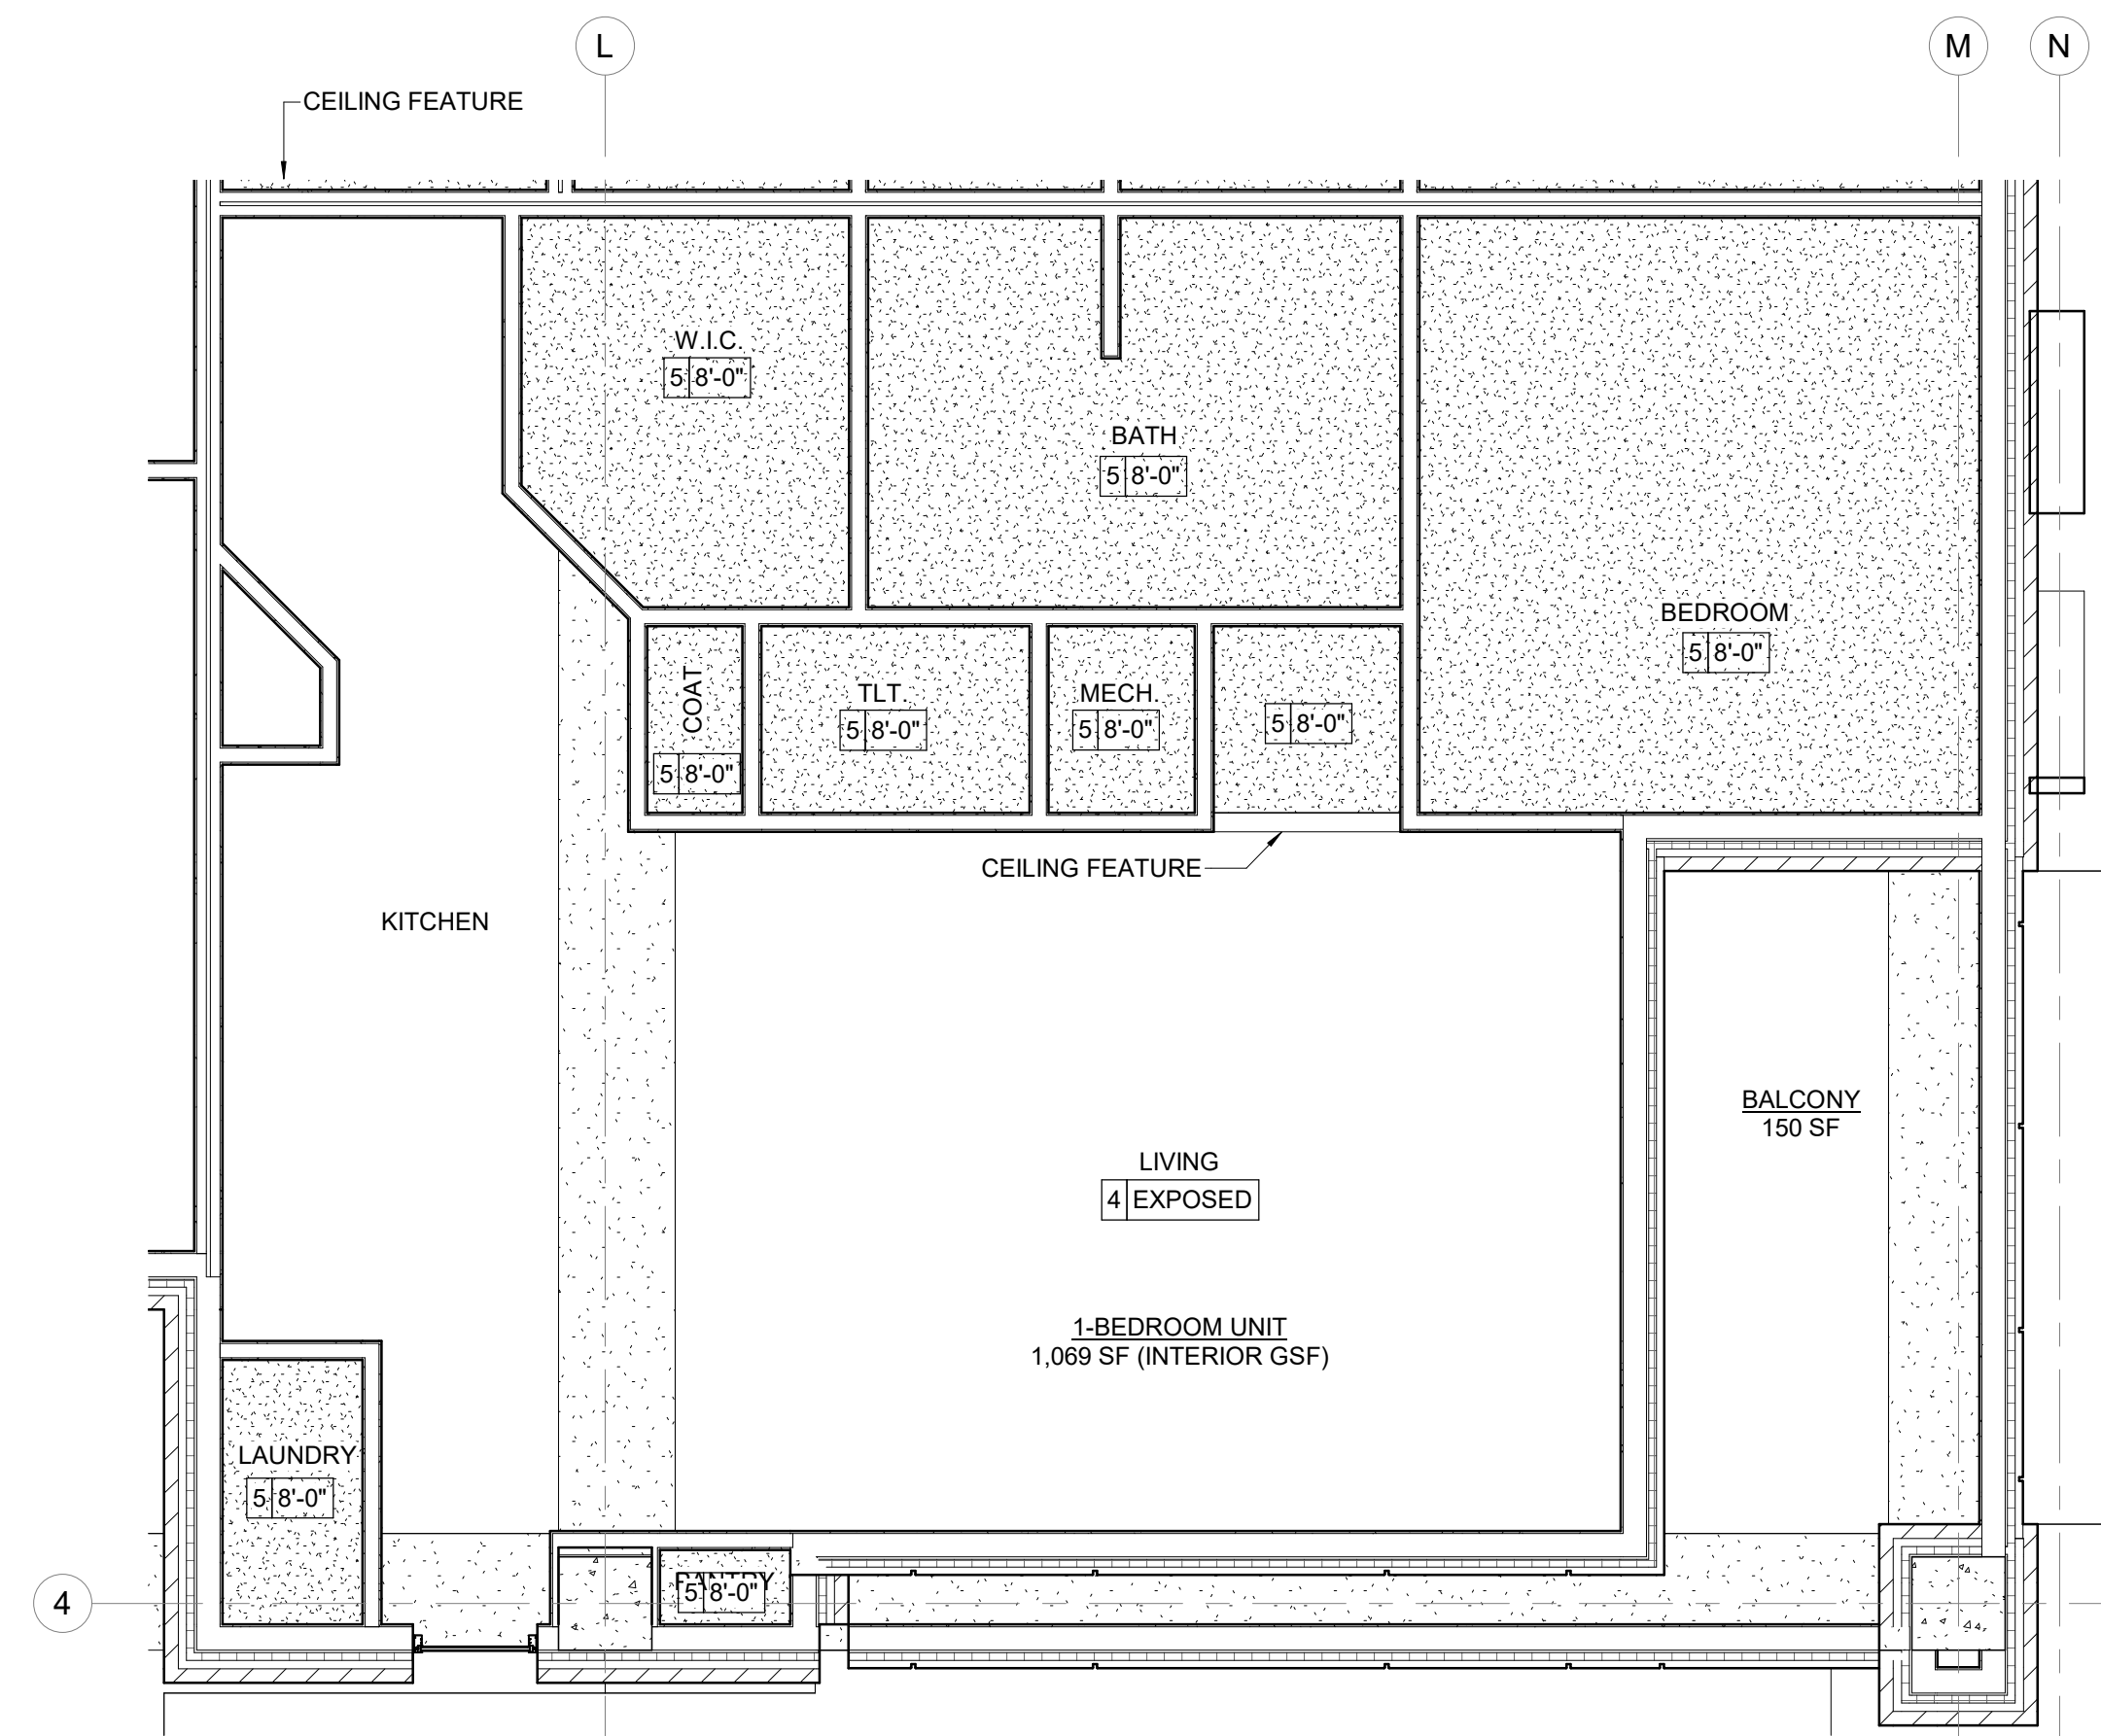 L
M
N
CEILING FEATURE
W.I.C.
5 8'-0"
BATH
5 8'-0"
BEDROOM
5 8'-0"
COAT
5 8'-0"
TLT.
5 8'-0"
MECH.
5 8'-0"
5 8'-0"
CEILING FEATURE
KITCHEN
BALCONY
150 SF
LIVING
4 EXPOSED
1-BEDROOM UNIT
1,069 SF (INTERIOR GSF)
LAUNDRY
5 8'-0"
PANTRY
5 8'-0"
4